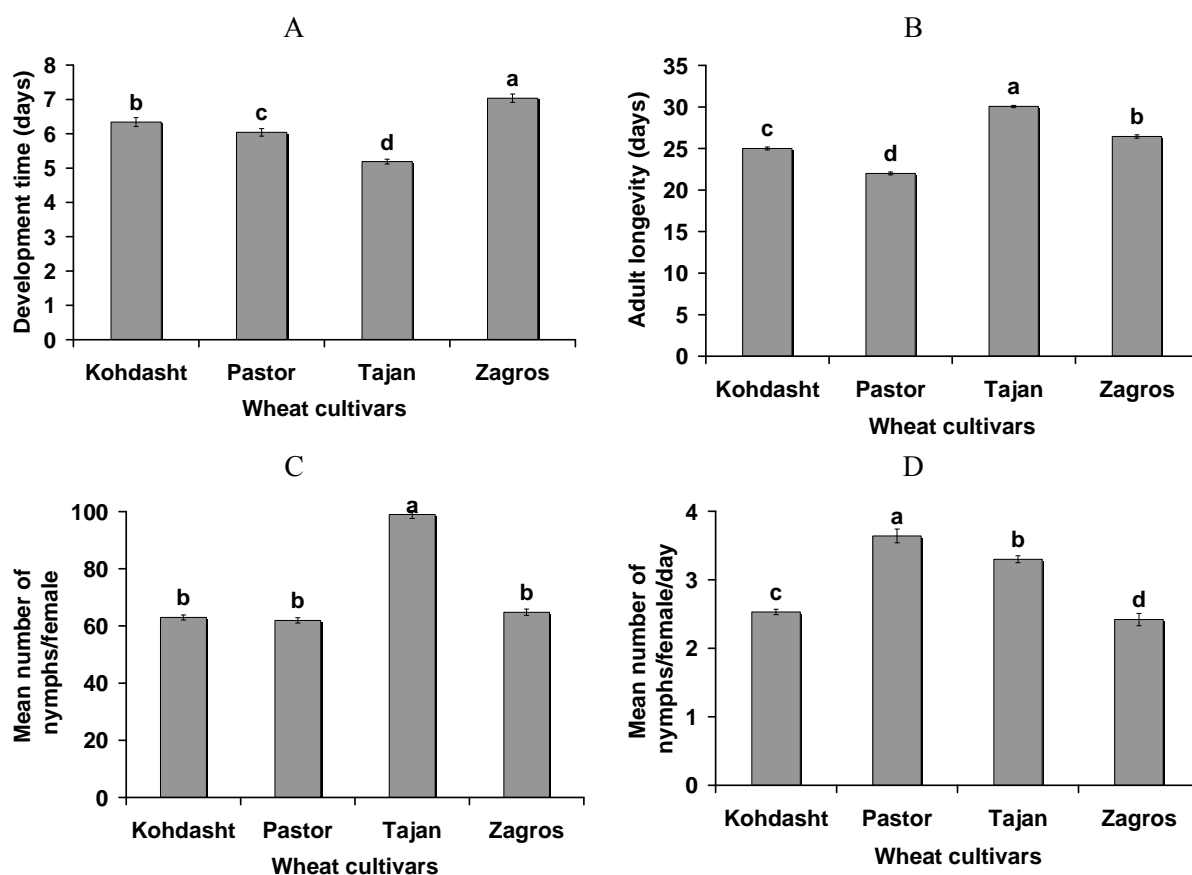 A
Development time (days)
8
7
6
5
4
3
2
1
0
b
c
d
a
Kohdasht Pastor Tajan Zagros
Wheat cultivars
B
Adult longevity (days)
35
30
25
20
15
10
5
0
c
d
a
b
Kohdasht Pastor Tajan Zagros
Wheat cultivars
C
Mean number of
nymphs/female
100
80
60
40
20
0
b
b
a
b
Kohdasht Pastor Tajan Zagros
Wheat cultivars
D
Mean number of
nymphs/female/day
4
3
2
1
0
c
a
b
d
Kohdasht Pastor Tajan Zagros
Wheat cultivars